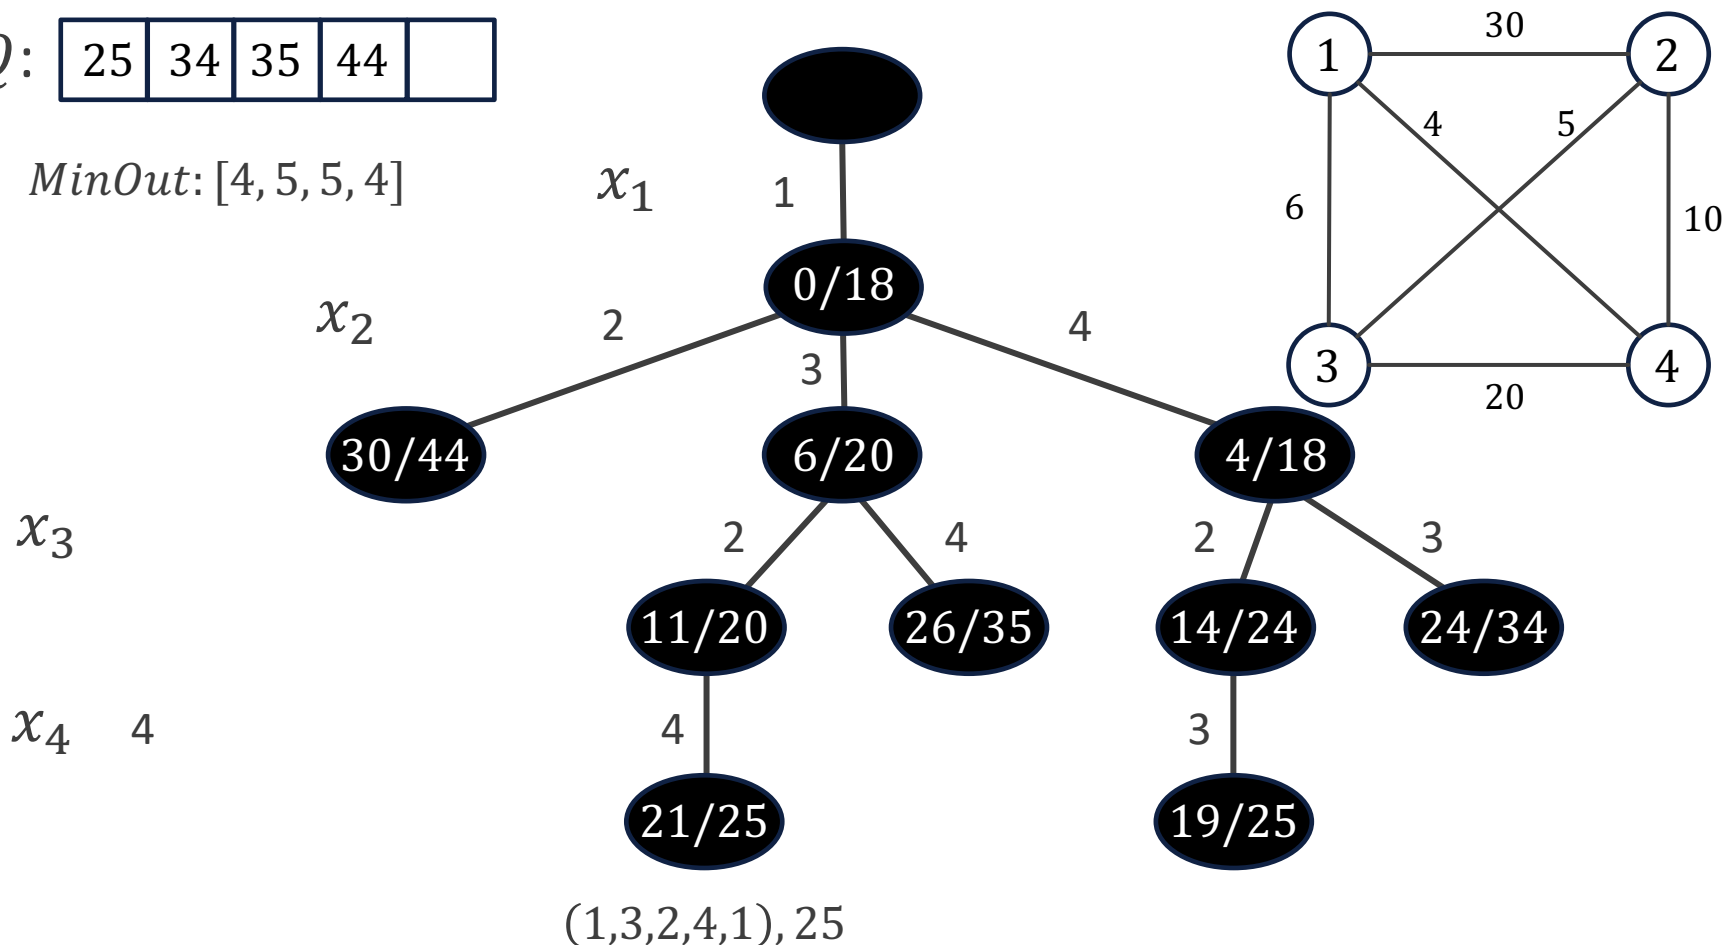 Q: 25 34 35 44
MinOut: [4, 5, 5, 4]
x₁ 1
0/18
x₂ 2 3 4
30/44 6/20 4/18
x₃ 2 4 2 3
11/20 26/35 14/24 24/34
x₄ 4 4 3
21/25 19/25
(1,3,2,4,1), 25
1 30 2
4 5
6 10
3 20 4